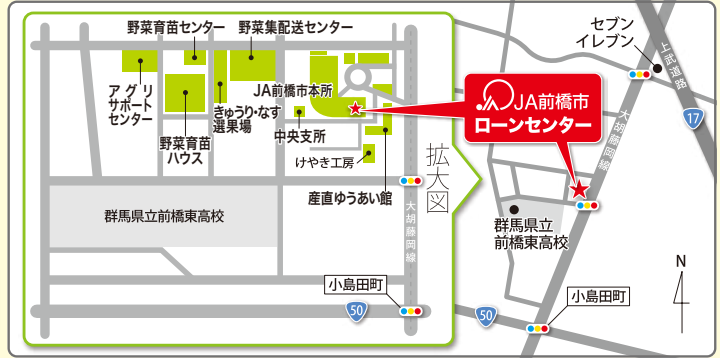 野菜育苗センター
野菜集配送センター
アグリ
サポート
センター
野菜育苗
ハウス
きゅうり・なす
選果場
JA前橋市本所
中央支所
けやき工房
産直ゆうあい館
群馬県立前橋東高校
大胡藤岡線
小島田町
50
拡大図
JA前橋市
ローンセンター
セブン
イレブン
上武道路
17
大胡藤岡線
群馬県立
前橋東高校
小島田町
50
N